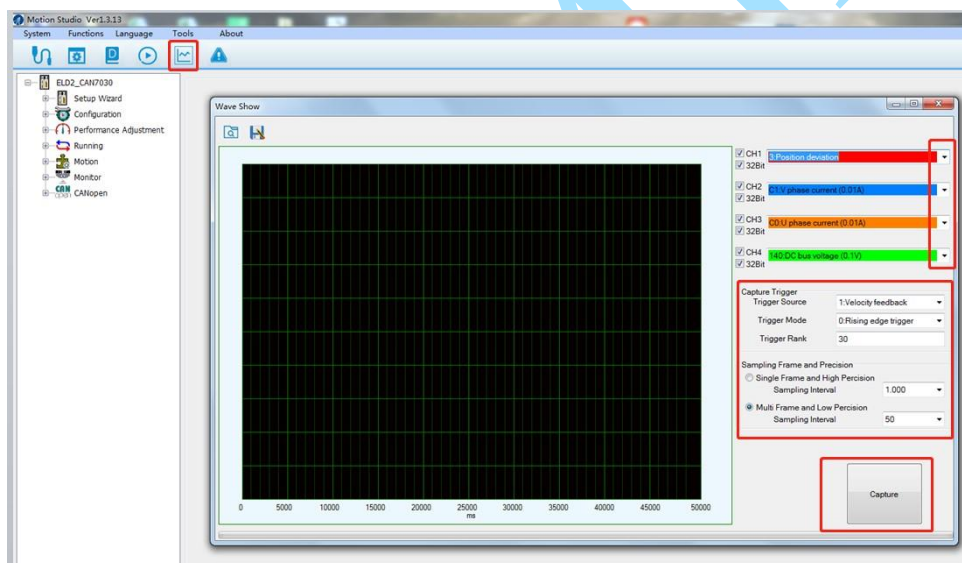 Motion Studio Ver1.3.13
System Functions Language Tools About
ELD2_CAN7030
Setup Wizard
Configuration
Performance Adjustment
Running
Motion
Monitor
CAN
CANopen
Wave Show
CH1 3:Position deviation
32Bit
CH2 C1:V phase current (0.01A)
32Bit
CH3 C0:U phase current (0.01A)
32Bit
CH4 140:DC bus voltage (0.1V)
32Bit
Capture Trigger
Trigger Source 1:Velocity feedback
Trigger Mode 0:Rising edge trigger
Trigger Rank 30
Sampling Frame and Precision
Single Frame and High Percision
Sampling Interval 1.000
Multi Frame and Low Percision
Sampling Interval 50
Capture
0 5000 10000 15000 20000 25000 30000 35000 40000 45000 50000
ms